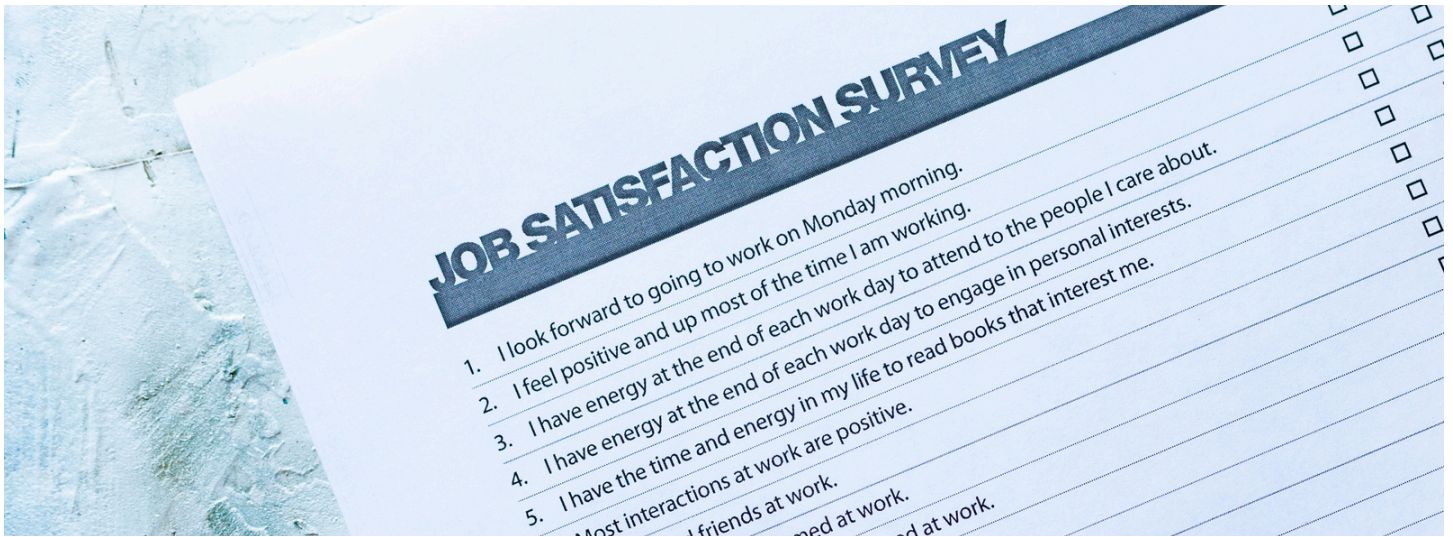 JOB SATISFACTION SURVEY
1. I look forward to going to work on Monday morning.
2. I feel positive and up most of the time I am working.
3. I have energy at the end of each work day to attend to the people I care about.
4. I have energy at the end of each work day to engage in personal interests.
5. I have the time and energy in my life to read books that interest me.
Most interactions at work are positive.
friends at work.
at work.
at work.